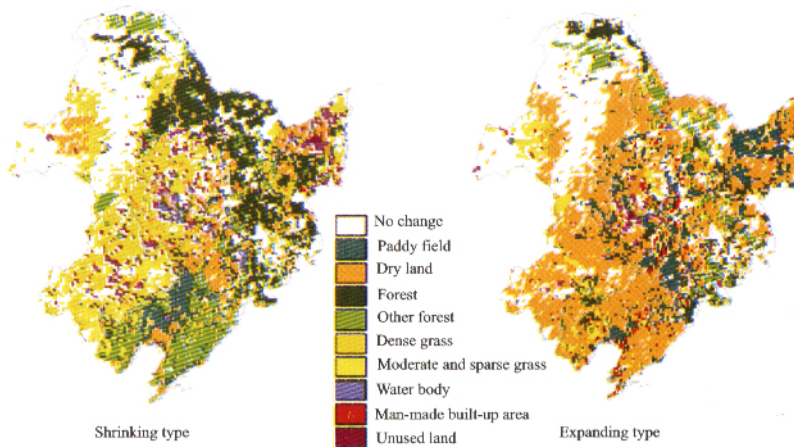 No change
Paddy field
Dry land
Forest
Other forest
Dense grass
Moderate and sparse grass
Water body
Man-made built-up area
Unused land
Shrinking type
Expanding type